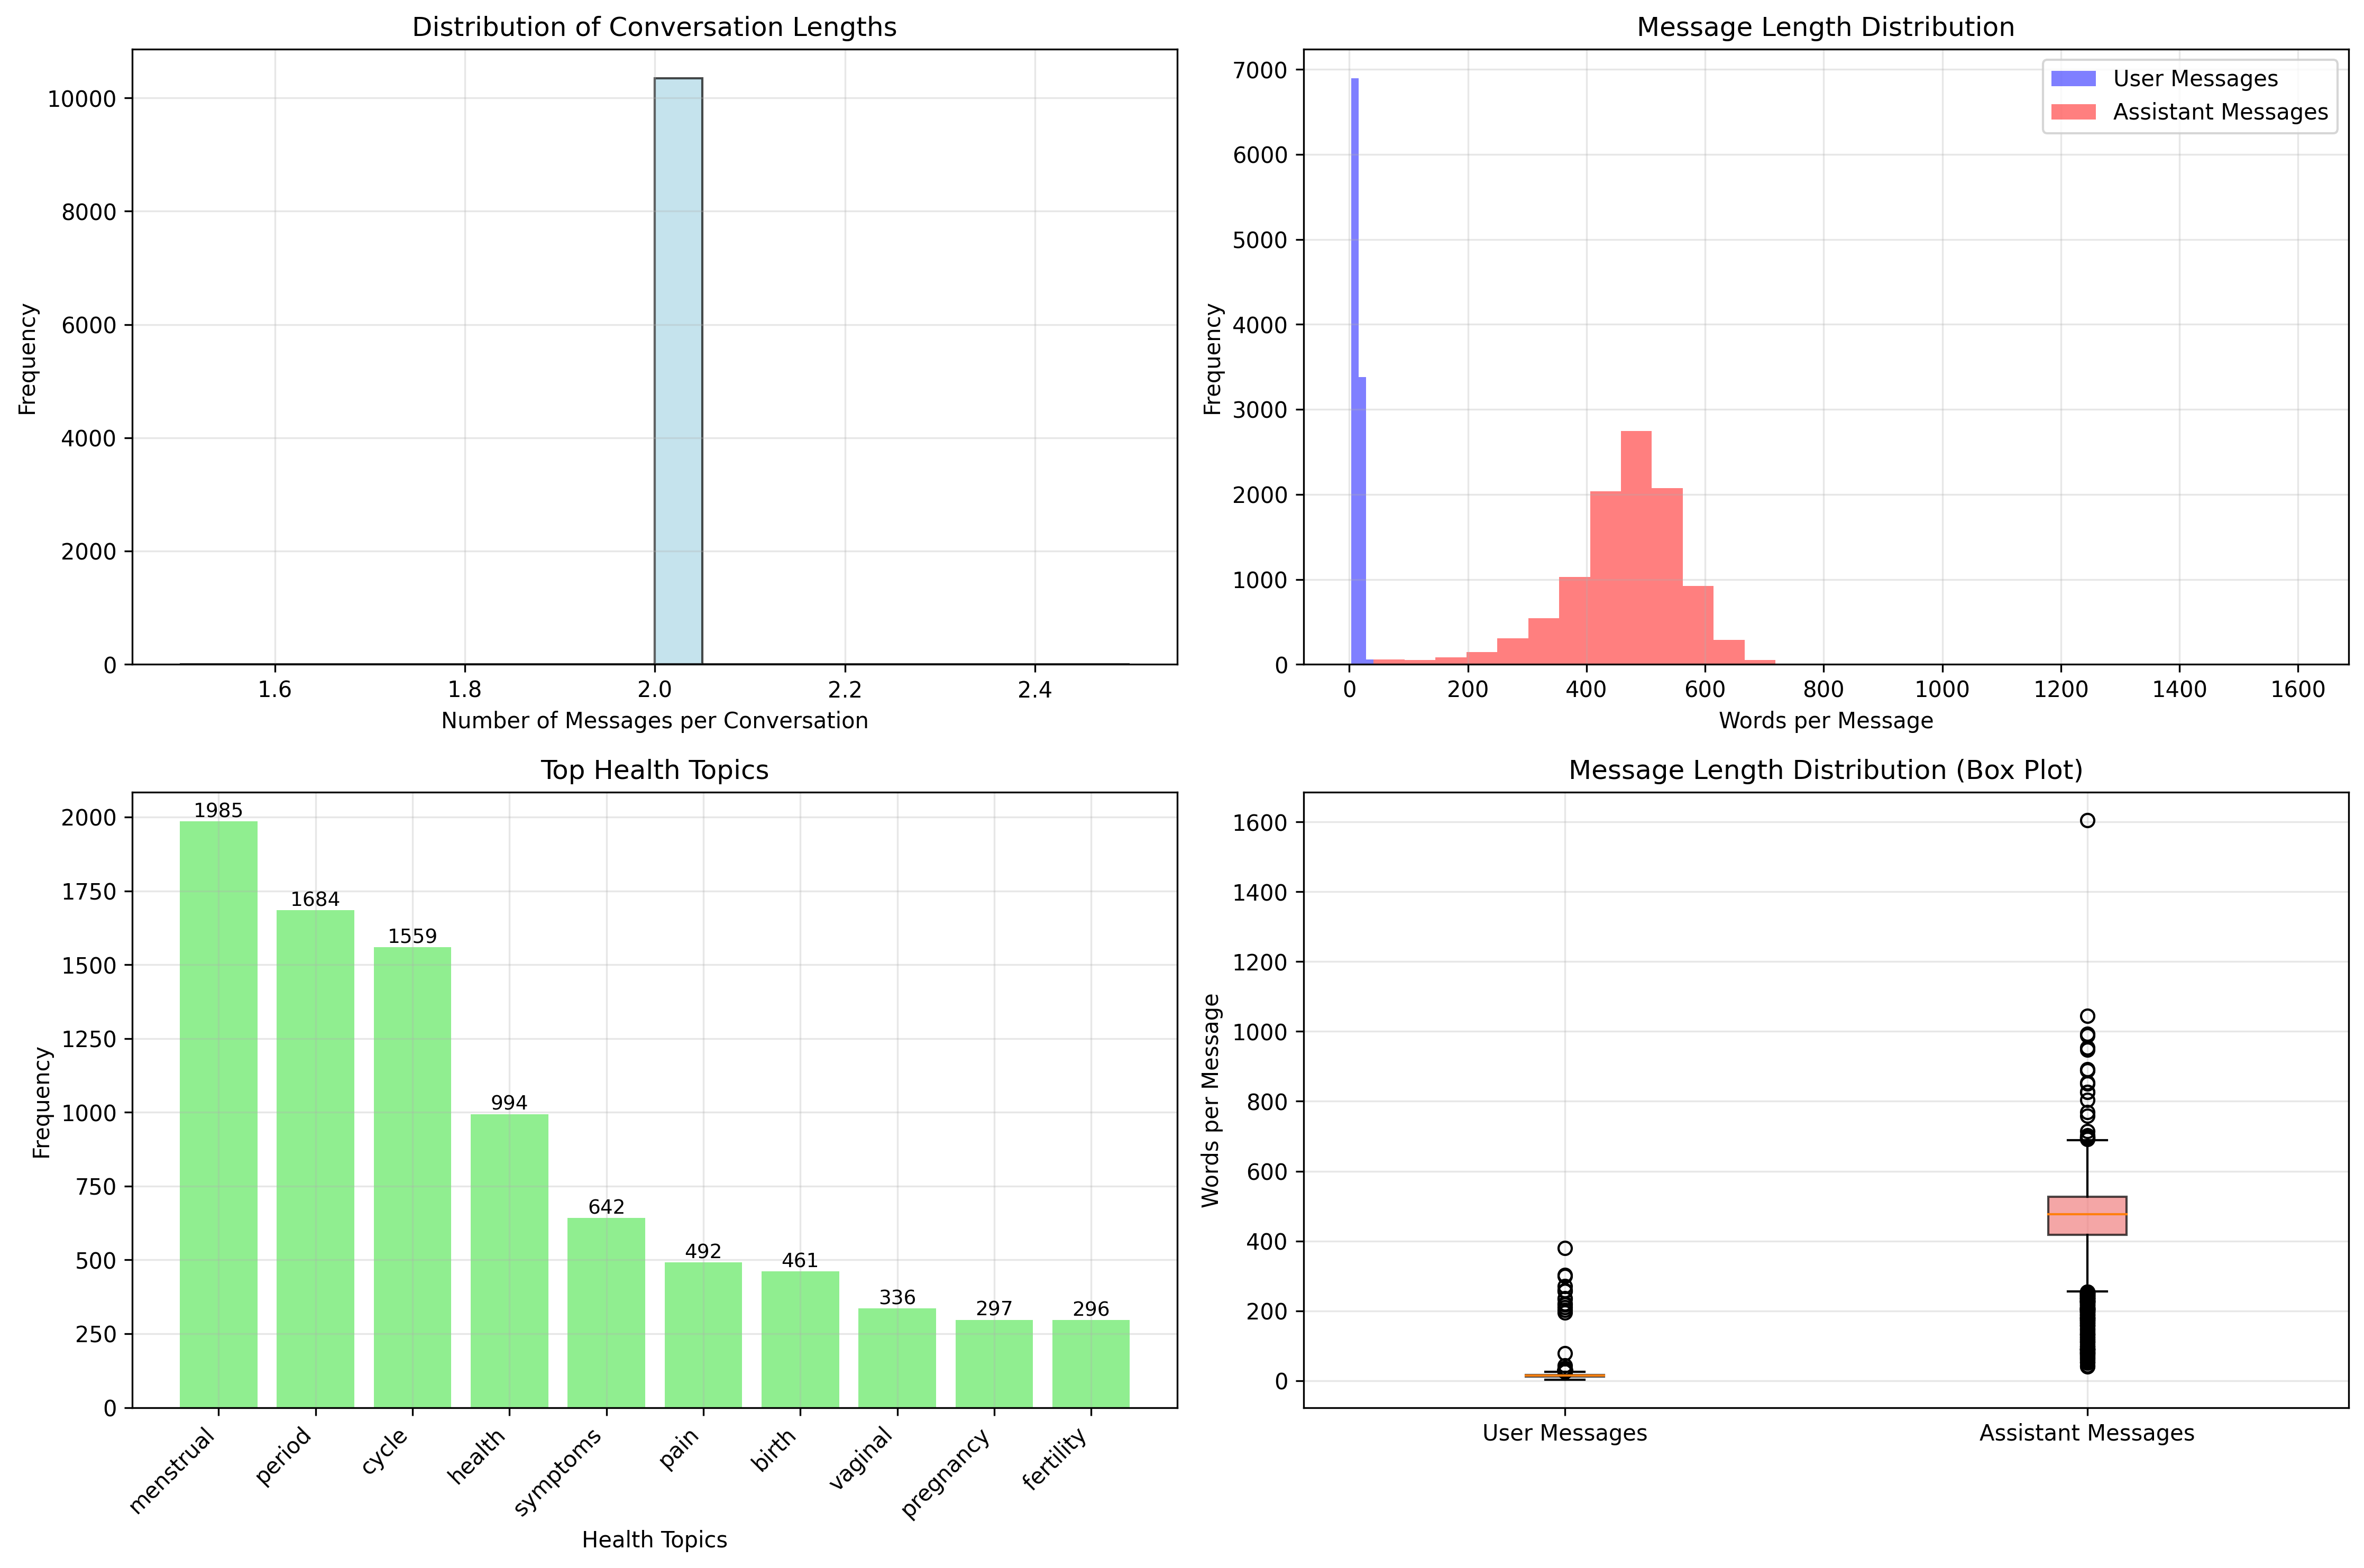 Distribution of Conversation Lengths
Frequency
10000
8000
6000
4000
2000
0
1.6 1.8 2.0 2.2 2.4
Number of Messages per Conversation
Message Length Distribution
User Messages
Assistant Messages
Frequency
7000
6000
5000
4000
3000
2000
1000
0
0 200 400 600 800 1000 1200 1400 1600
Words per Message
Top Health Topics
Frequency
2000
1750
1500
1250
1000
750
500
250
0
1985
1684
1559
994
642
492
461
336
297
296
menstrual
period
cycle
health
symptoms
pain
birth
vaginal
pregnancy
fertility
Health Topics
Message Length Distribution (Box Plot)
Words per Message
1600
1400
1200
1000
800
600
400
200
0
User Messages
Assistant Messages